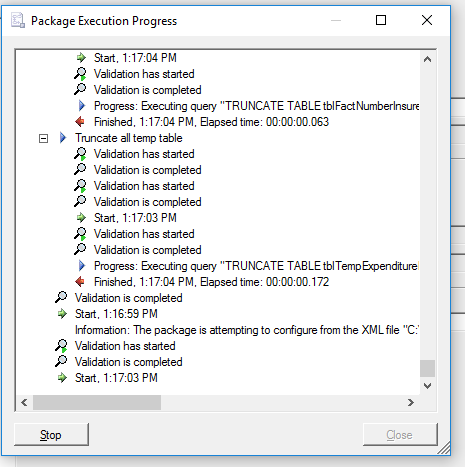 Package Execution Progress
Start, 1:17:04 PM
Validation has started
Validation is completed
Progress: Executing query "TRUNCATE TABLE tblFactNumberInsure
Finished, 1:17:04 PM, Elapsed time: 00:00:00.063
Truncate all temp table
Validation has started
Validation is completed
Validation has started
Validation is completed
Start, 1:17:03 PM
Validation has started
Validation is completed
Progress: Executing query "TRUNCATE TABLE tblTempExpenditure
Finished, 1:17:03 PM, Elapsed time: 00:00:00.172
Validation is completed
Start, 1:16:59 PM
Information: The package is attempting to configure from the XML file "C:
Validation has started
Validation is completed
Start, 1:17:03 PM
Stop
Close